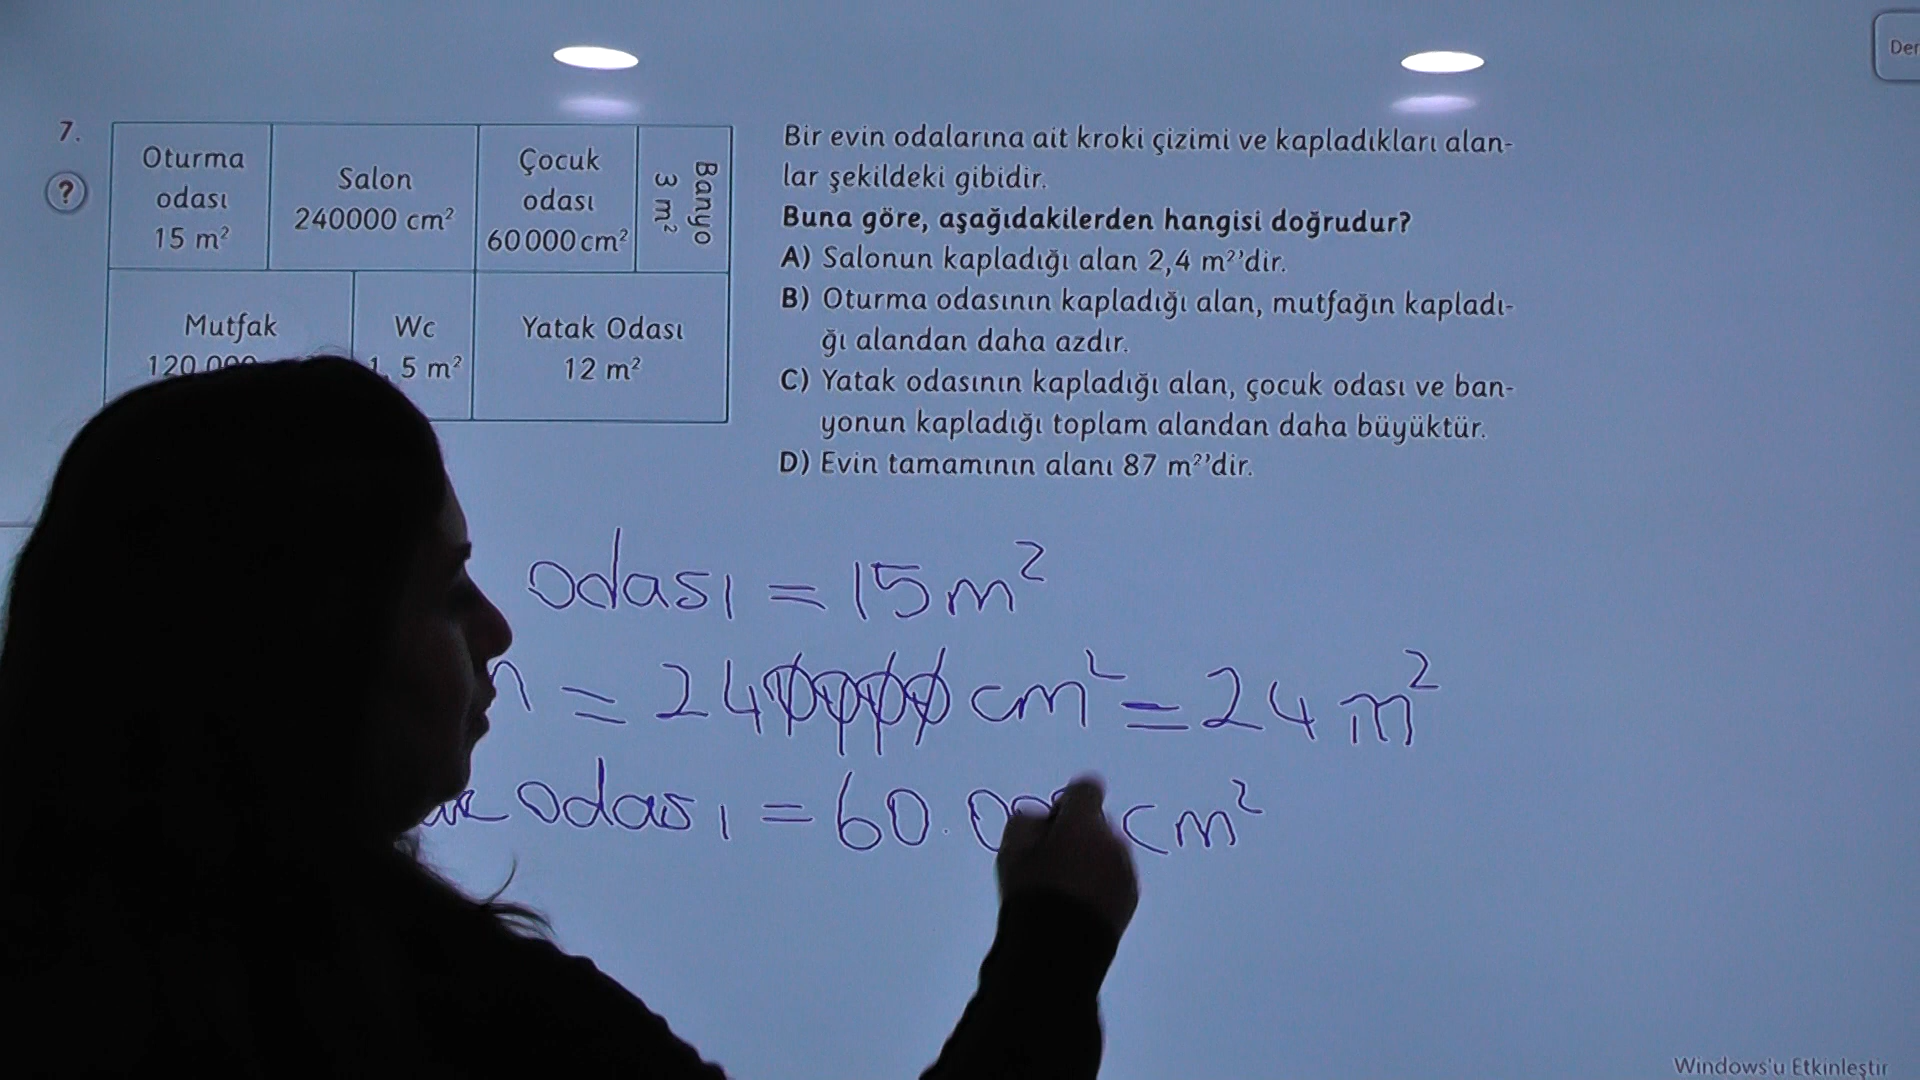 Der
7.
?
Oturma
odası
15 m²
Salon
240000 cm²
Çocuk
odası
60000 cm²
Banyo
3 m²
Mutfak
120.000
Wc
1,5 m²
Yatak Odası
12 m²
Bir evin odalarına ait kroki çizimi ve kapladıkları alan-
lar şekildeki gibidir.
Buna göre, aşağıdakilerden hangisi doğrudur?
A) Salonun kapladığı alan 2,4 m²'dir.
B) Oturma odasının kapladığı alan, mutfağın kapladı-
ğı alandan daha azdır.
C) Yatak odasının kapladığı alan, çocuk odası ve ban-
yonun kapladığı toplam alandan daha büyüktür.
D) Evin tamamının alanı 87 m²'dir.
odası = 15 m²
n = 240000 cm² = 24 m²
odası = 60.000 cm²
Windows'u Etkinleştir